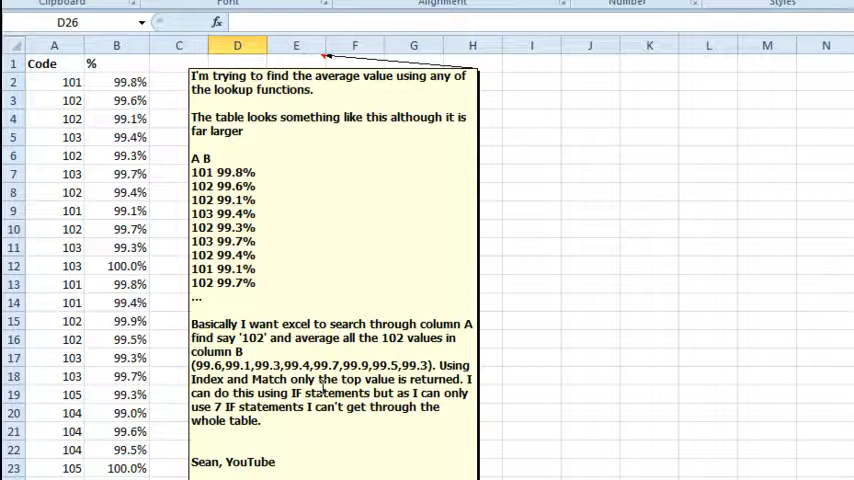 Clipboard Font Alignment Number Styles
D26 fx
A B C D E F G H I J K L M N
1 Code %
2 101 99.8%
3 102 99.6%
4 102 99.1%
5 103 99.4%
6 102 99.3%
7 103 99.7%
8 102 99.4%
9 101 99.1%
10 102 99.7%
11 103 99.3%
12 103 100.0%
13 101 99.8%
14 101 99.4%
15 102 99.9%
16 102 99.5%
17 103 99.3%
18 103 99.7%
19 105 99.3%
20 104 99.0%
21 104 99.6%
22 104 99.5%
23 105 100.0%
I'm trying to find the average value using any of
the lookup functions.
The table looks something like this although it is
far larger
A B
101 99.8%
102 99.6%
102 99.1%
103 99.4%
102 99.3%
103 99.7%
102 99.4%
101 99.1%
102 99.7%
...
Basically I want excel to search through column A
find say '102' and average all the 102 values in
column B
(99.6,99.1,99.3,99.4,99.7,99.9,99.5,99.3). Using
Index and Match only the top value is returned. I
can do this using IF statements but as I can only
use 7 IF statements I can't get through the
whole table.
Sean, YouTube